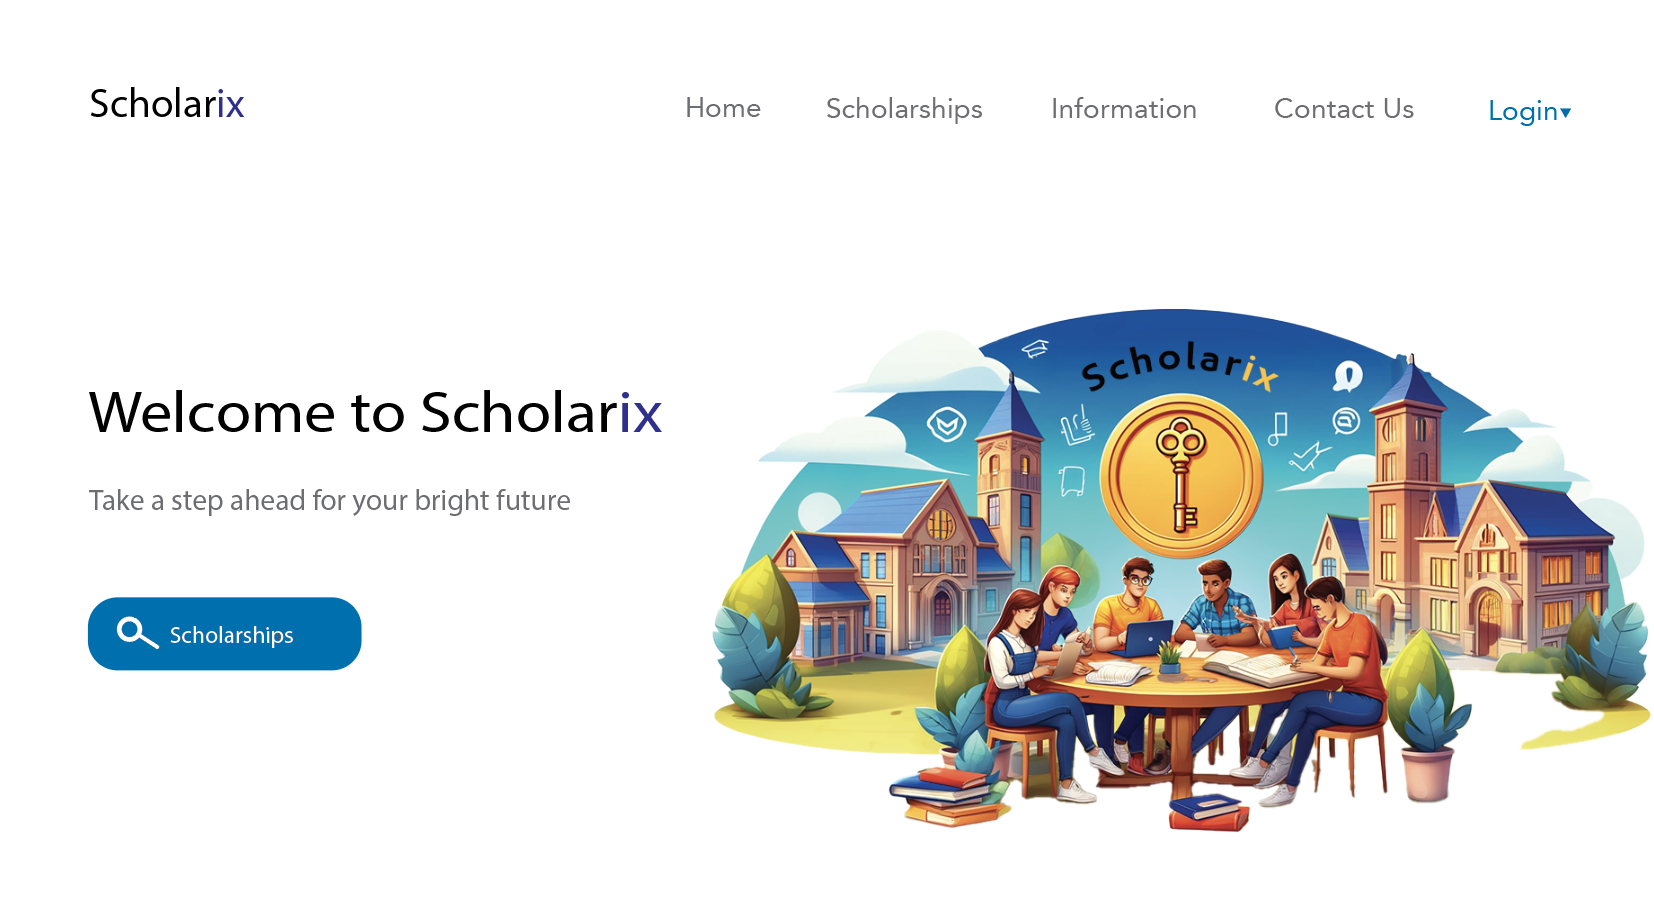 Scholarix
Home Scholarships Information Contact Us Login▾
Scholarix
Welcome to Scholarix
Take a step ahead for your bright future
Scholarships